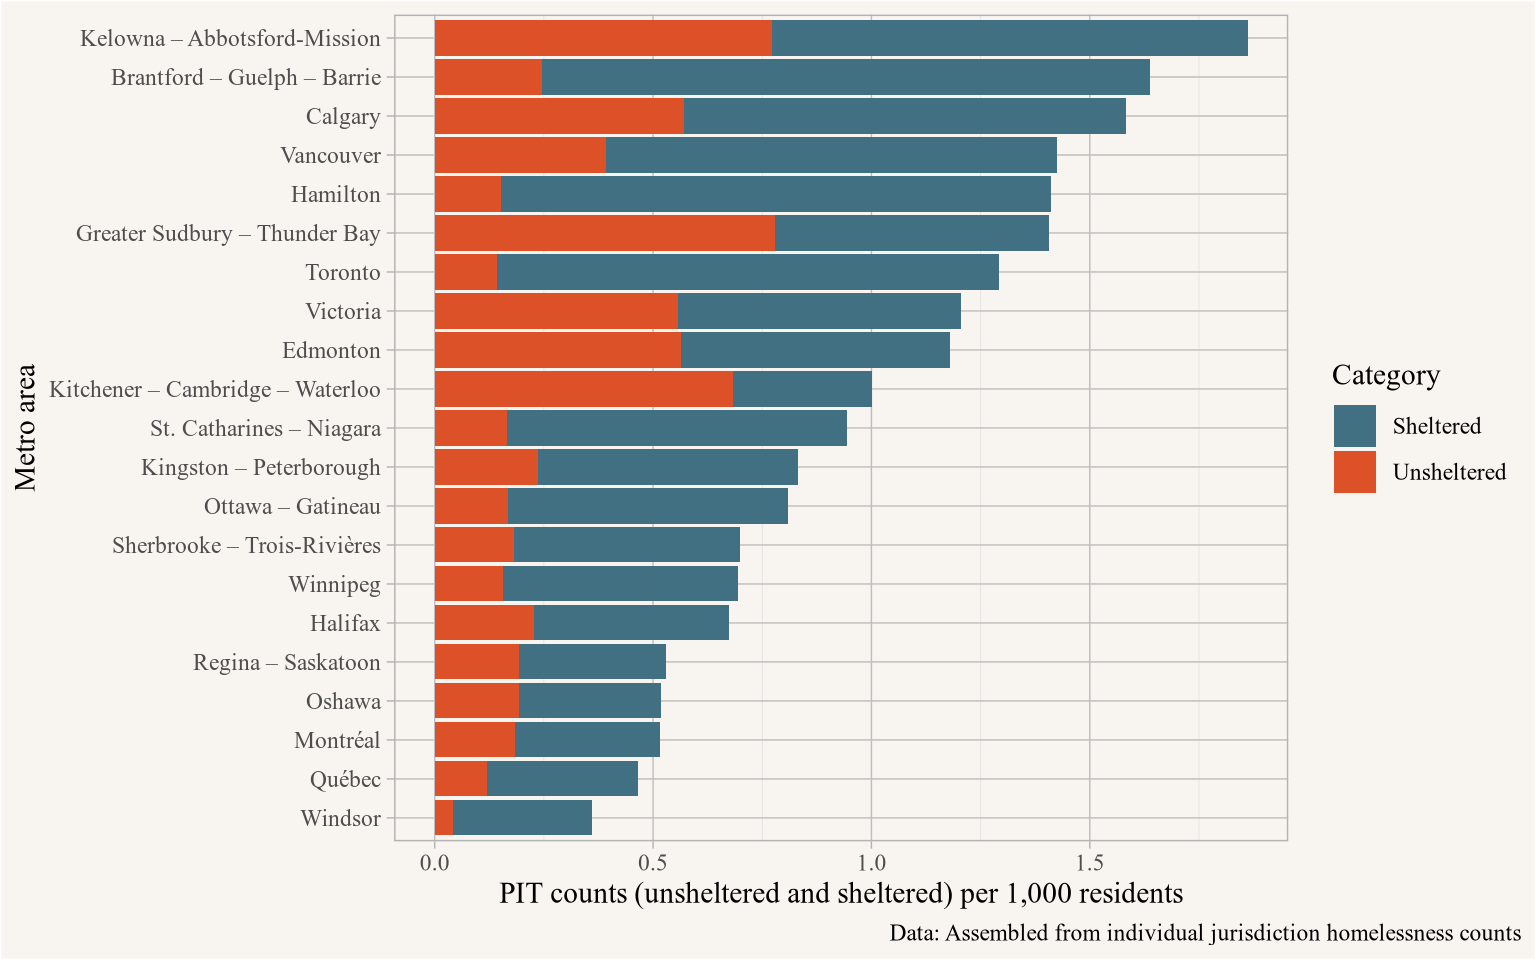 Kelowna – Abbotsford-Mission
Brantford – Guelph – Barrie
Calgary
Vancouver
Hamilton
Greater Sudbury – Thunder Bay
Toronto
Victoria
Edmonton
Kitchener – Cambridge – Waterloo
St. Catharines – Niagara
Kingston – Peterborough
Ottawa – Gatineau
Sherbrooke – Trois-Rivières
Winnipeg
Halifax
Regina – Saskatoon
Oshawa
Montréal
Québec
Windsor
Metro area
0.0 0.5 1.0 1.5
PIT counts (unsheltered and sheltered) per 1,000 residents
Category
Sheltered
Unsheltered
Data: Assembled from individual jurisdiction homelessness counts